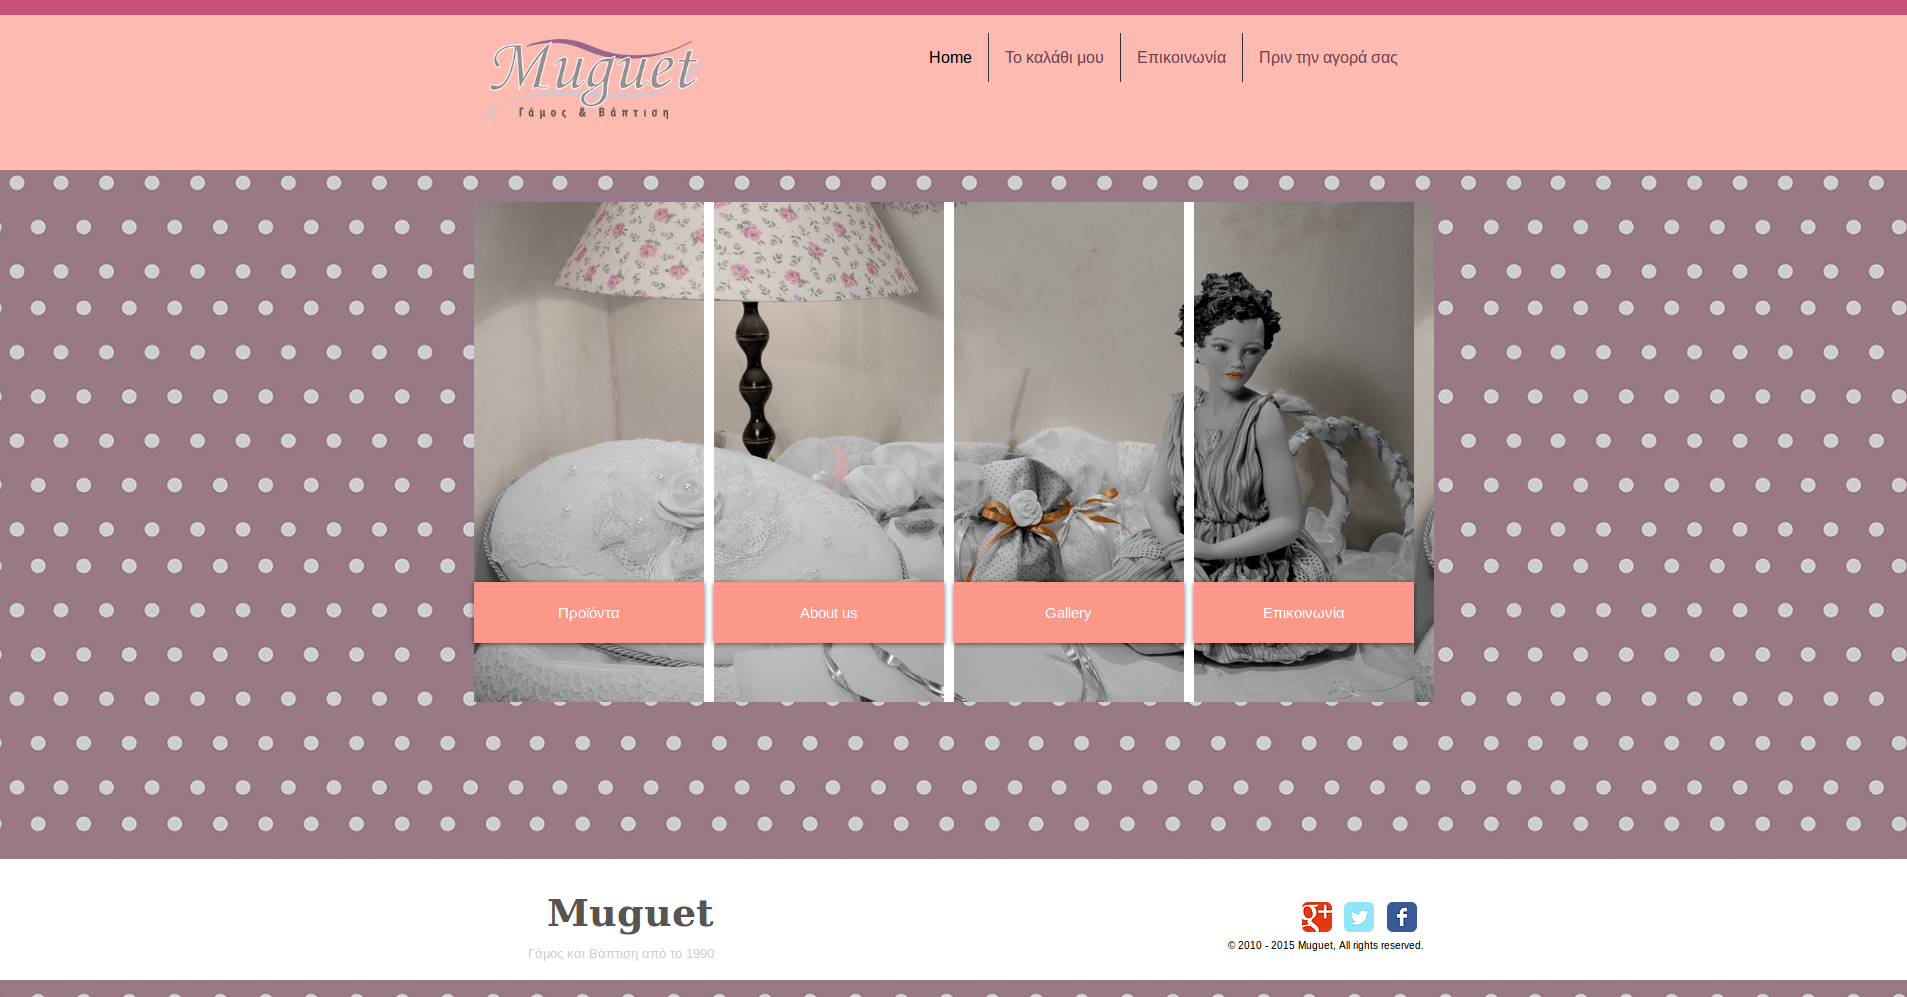 Muguet
Γάμος & Βάπτιση
Home
Το καλάθι μου
Επικοινωνία
Πριν την αγορά σας
Προϊόντα
About us
Gallery
Επικοινωνία
Muguet
Γάμος και Βάπτιση από το 1990
g+
f
© 2010 - 2015 Muguet, All rights reserved.